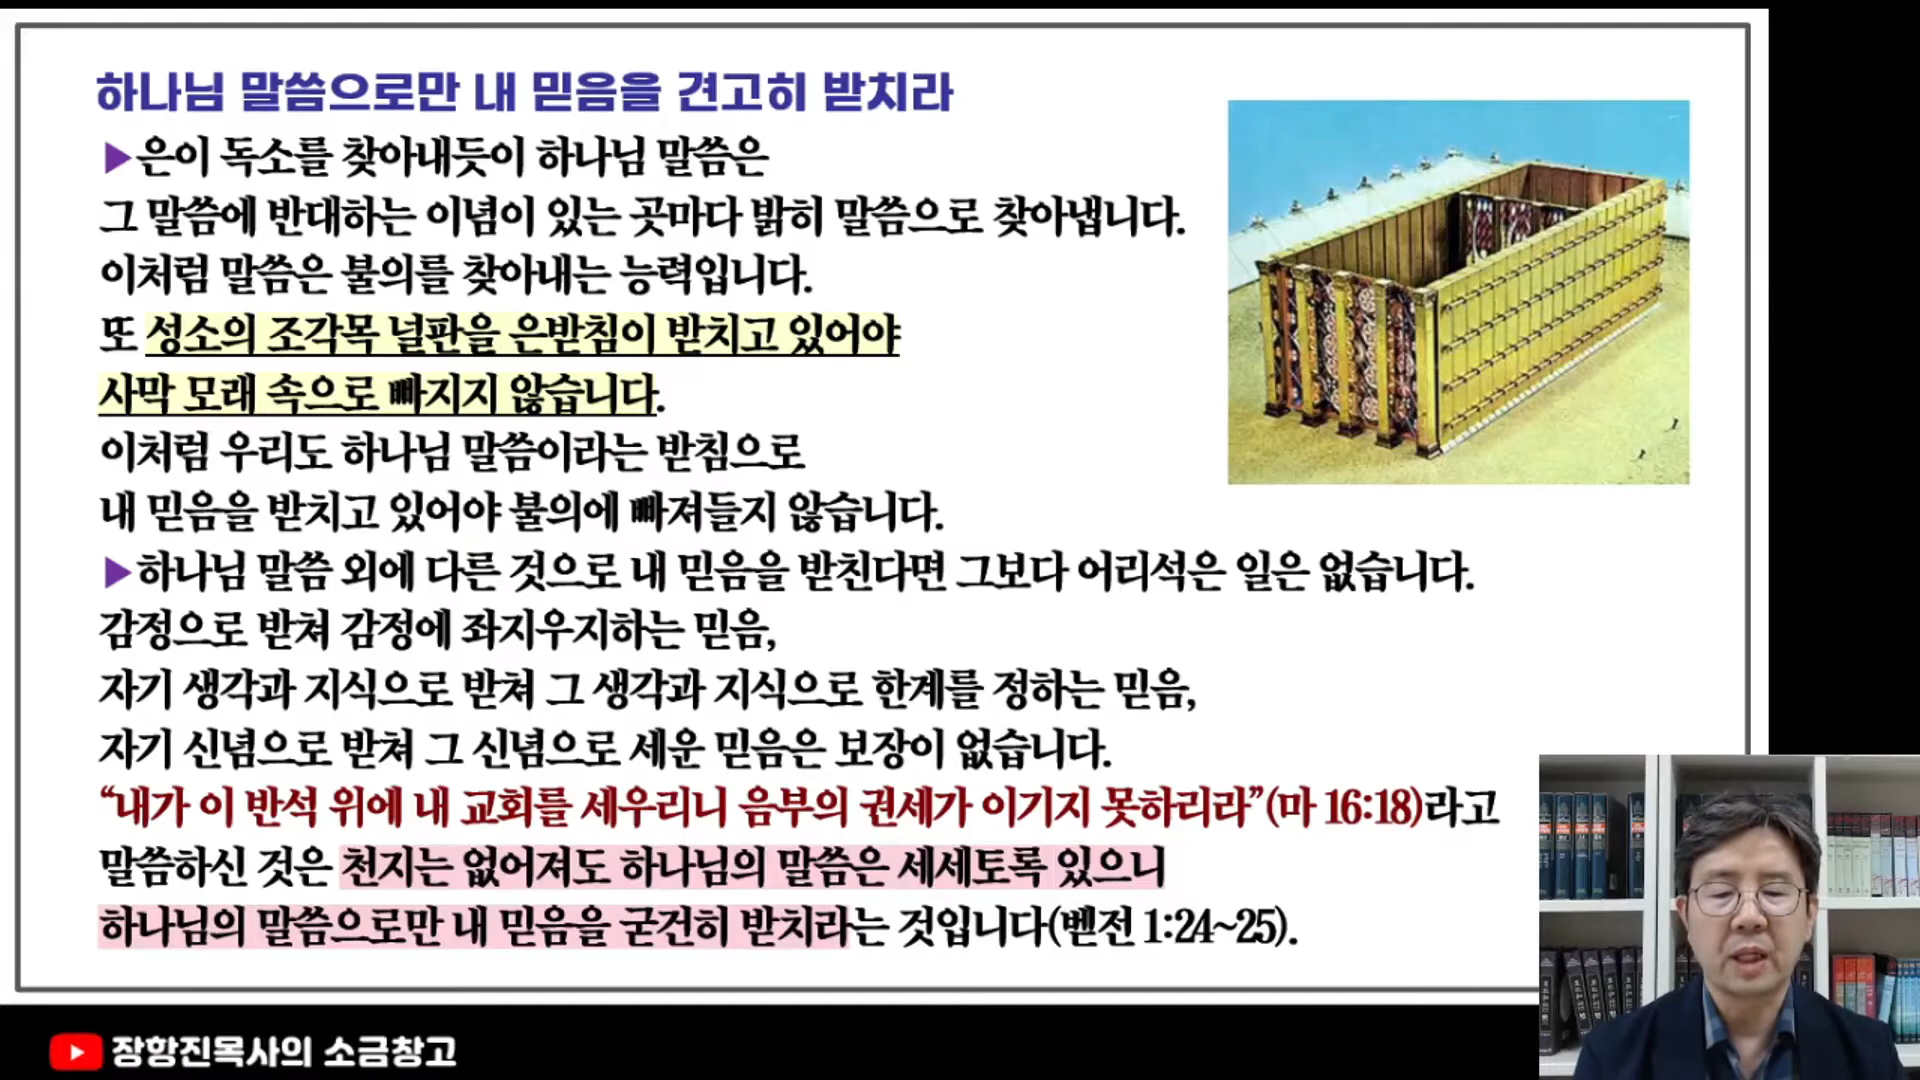 하나님 말씀으로만 내 믿음을 견고히 받치라
▶은이 독소를 찾아내듯이 하나님 말씀은
그 말씀에 반대하는 이념이 있는 곳마다 밝히 말씀으로 찾아냅니다.
이처럼 말씀은 불의를 찾아내는 능력입니다.
또 성소의 조각목 널판을 은받침이 받치고 있어야
사막 모래 속으로 빠지지 않습니다.
이처럼 우리도 하나님 말씀이라는 받침으로
내 믿음을 받치고 있어야 불의에 빠져들지 않습니다.
▶하나님 말씀 외에 다른 것으로 내 믿음을 받친다면 그보다 어리석은 일은 없습니다.
감정으로 받쳐 감정에 좌지우지하는 믿음,
자기 생각과 지식으로 받쳐 그 생각과 지식으로 한계를 정하는 믿음,
자기 신념으로 받쳐 그 신념으로 세운 믿음은 보장이 없습니다.
“내가 이 반석 위에 내 교회를 세우리니 음부의 권세가 이기지 못하리라”(마 16:18)라고
말씀하신 것은 천지는 없어져도 하나님의 말씀은 세세토록 있으니
하나님의 말씀으로만 내 믿음을 굳건히 받치라는 것입니다(벧전 1:24~25).
장항진목사의 소금창고